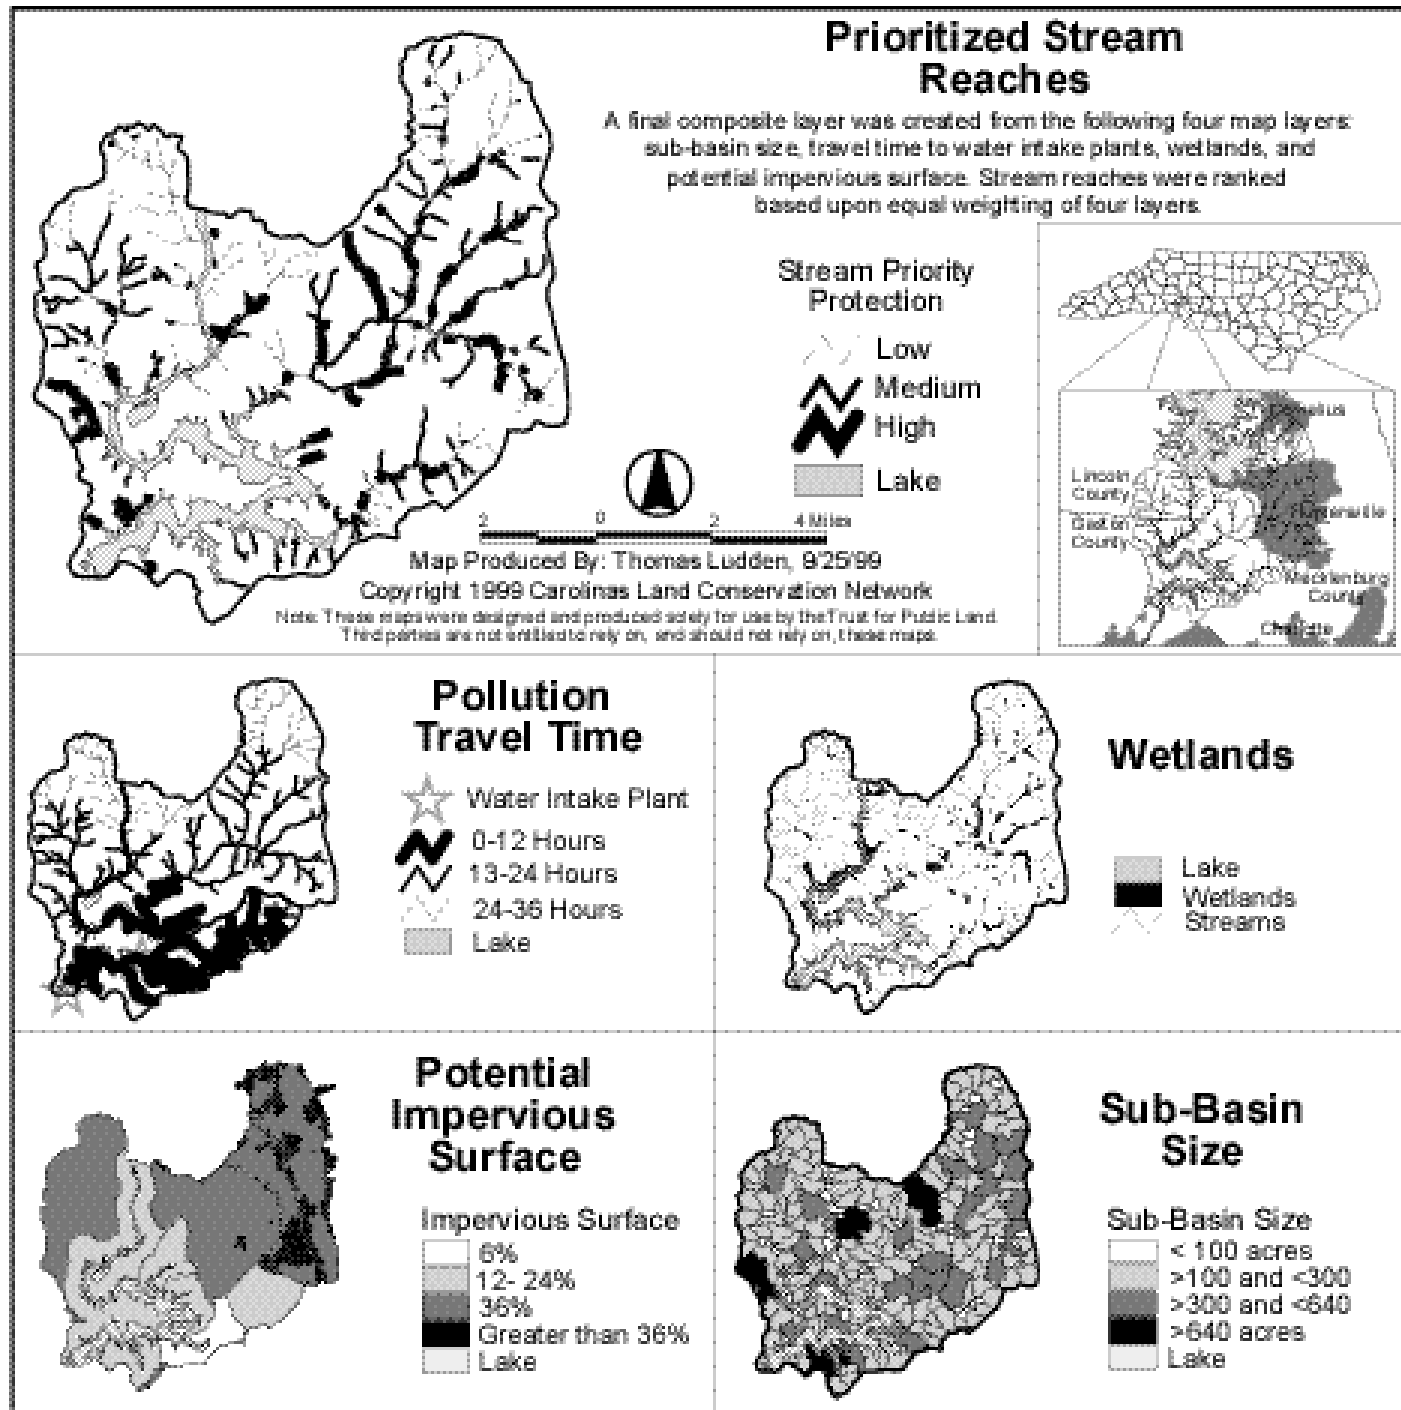 Prioritized Stream
Reaches
A final composite layer was created from the following four map layers:
sub-basin size, travel time to water intake plants, wetlands, and
potential impervious surface. Stream reaches were ranked
based upon equal weighting of four layers.
Stream Priority
Protection
Low
Medium
High
Lake
2 0 2 4 Miles
Map Produced By: Thomas Ludden, 9/25/99
Copyright 1999 Carolinas Land Conservation Network
Note: These maps were designed and produced solely for use by the Trust for Public Land.
Third parties are not entitled to rely on, and should not rely on, these maps.
Cornelius
Lincoln
County
Gaston
County
Huntersville
Mecklenburg
County
Charlotte
Pollution
Travel Time
Water Intake Plant
0-12 Hours
13-24 Hours
24-36 Hours
Lake
Wetlands
Lake
Wetlands
Streams
Potential
Impervious
Surface
Impervious Surface
6%
12- 24%
36%
Greater than 36%
Lake
Sub-Basin
Size
Sub-Basin Size
< 100 acres
>100 and <300
>300 and <640
>640 acres
Lake